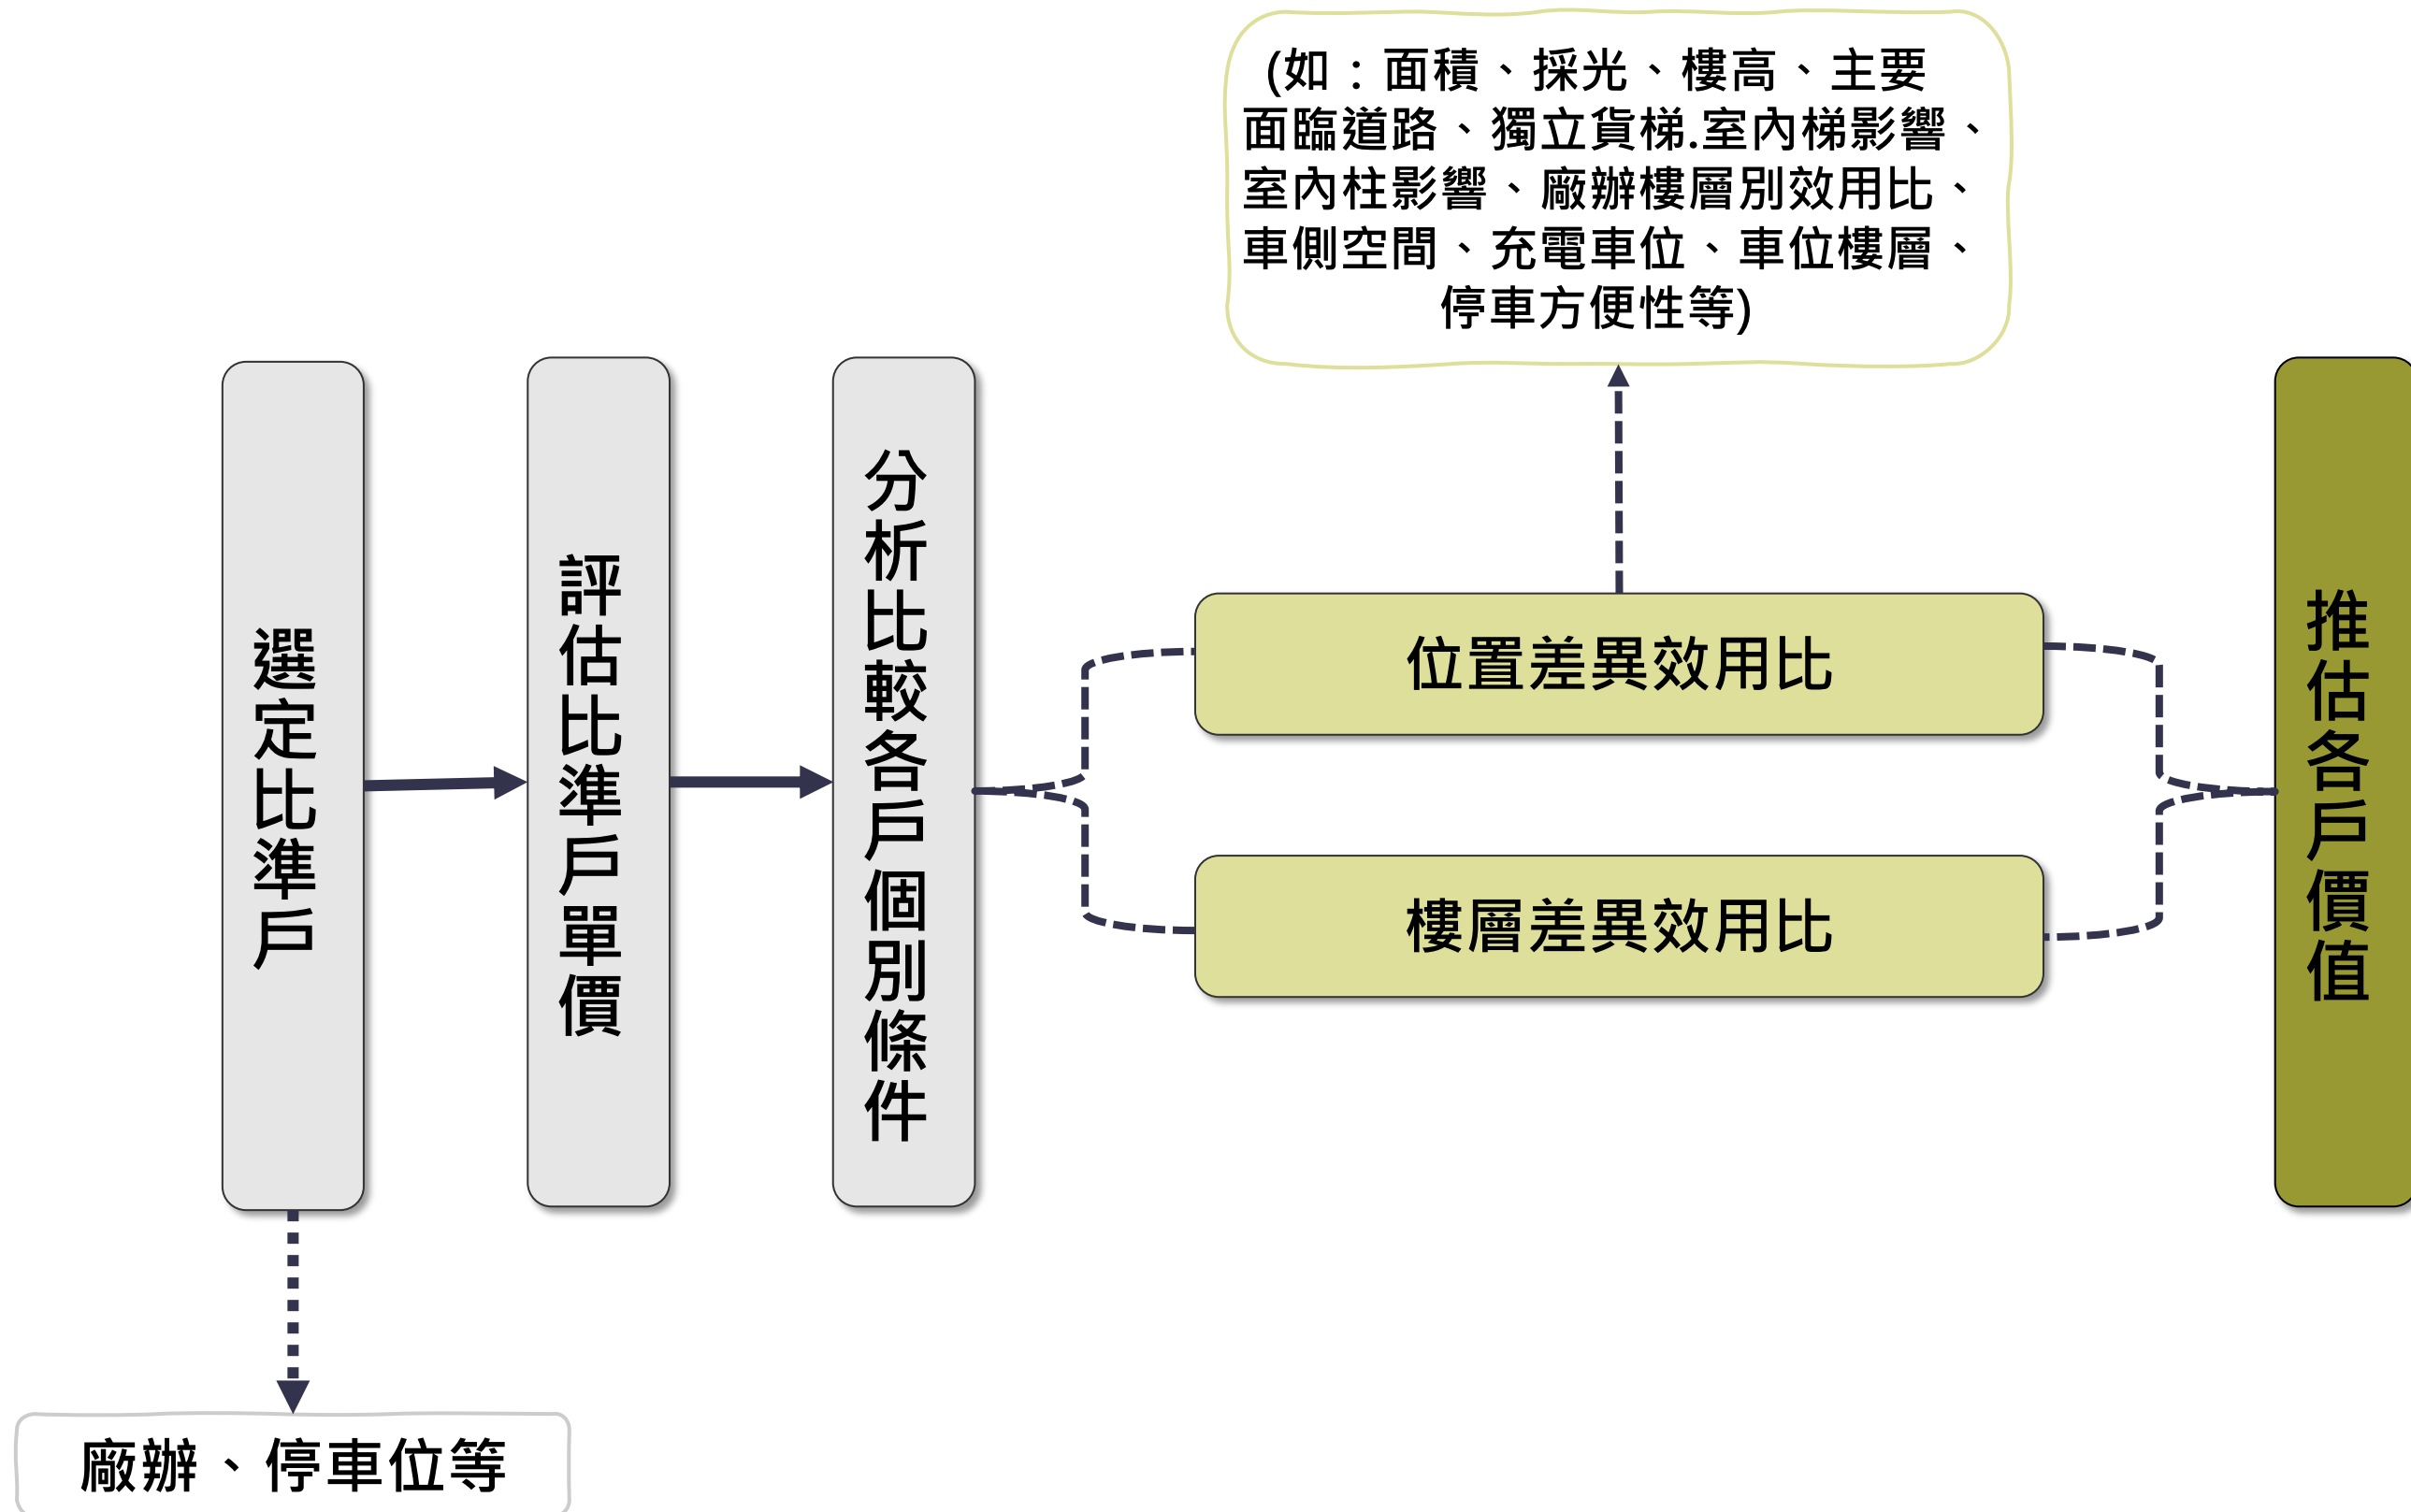 (如：面積、採光、樓高、主要
面臨道路、獨立貨梯.室內梯影響、
室內柱影響、廠辦樓層別效用比、
車側空間、充電車位、車位樓層、
停車方便性等)
選定比準戶
評估比準戶單價
分析比較各戶個別條件
位置差異效用比
樓層差異效用比
推估各戶價值
廠辦、停車位等